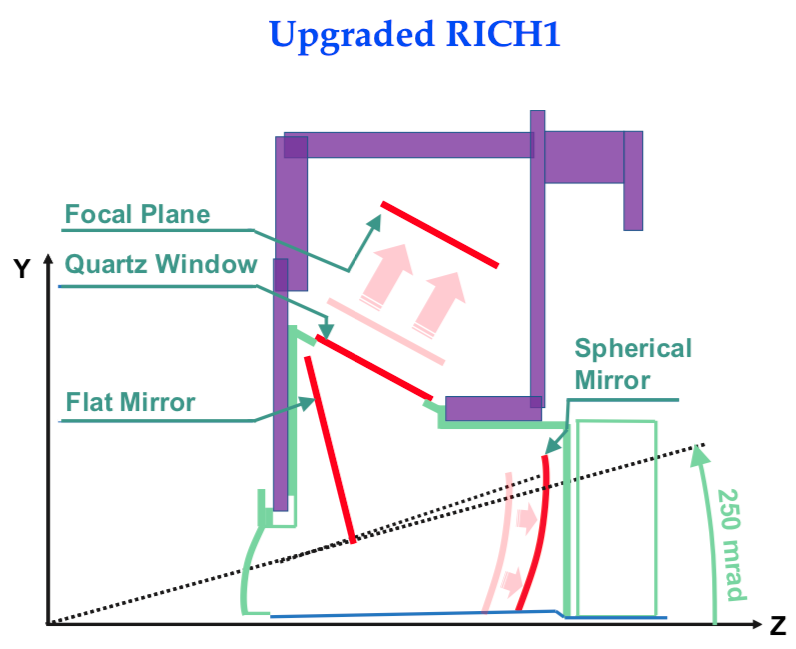 Upgraded RICH1
Focal Plane
Y
Quartz Window
Spherical
Mirror
Flat Mirror
250 mrad
Z